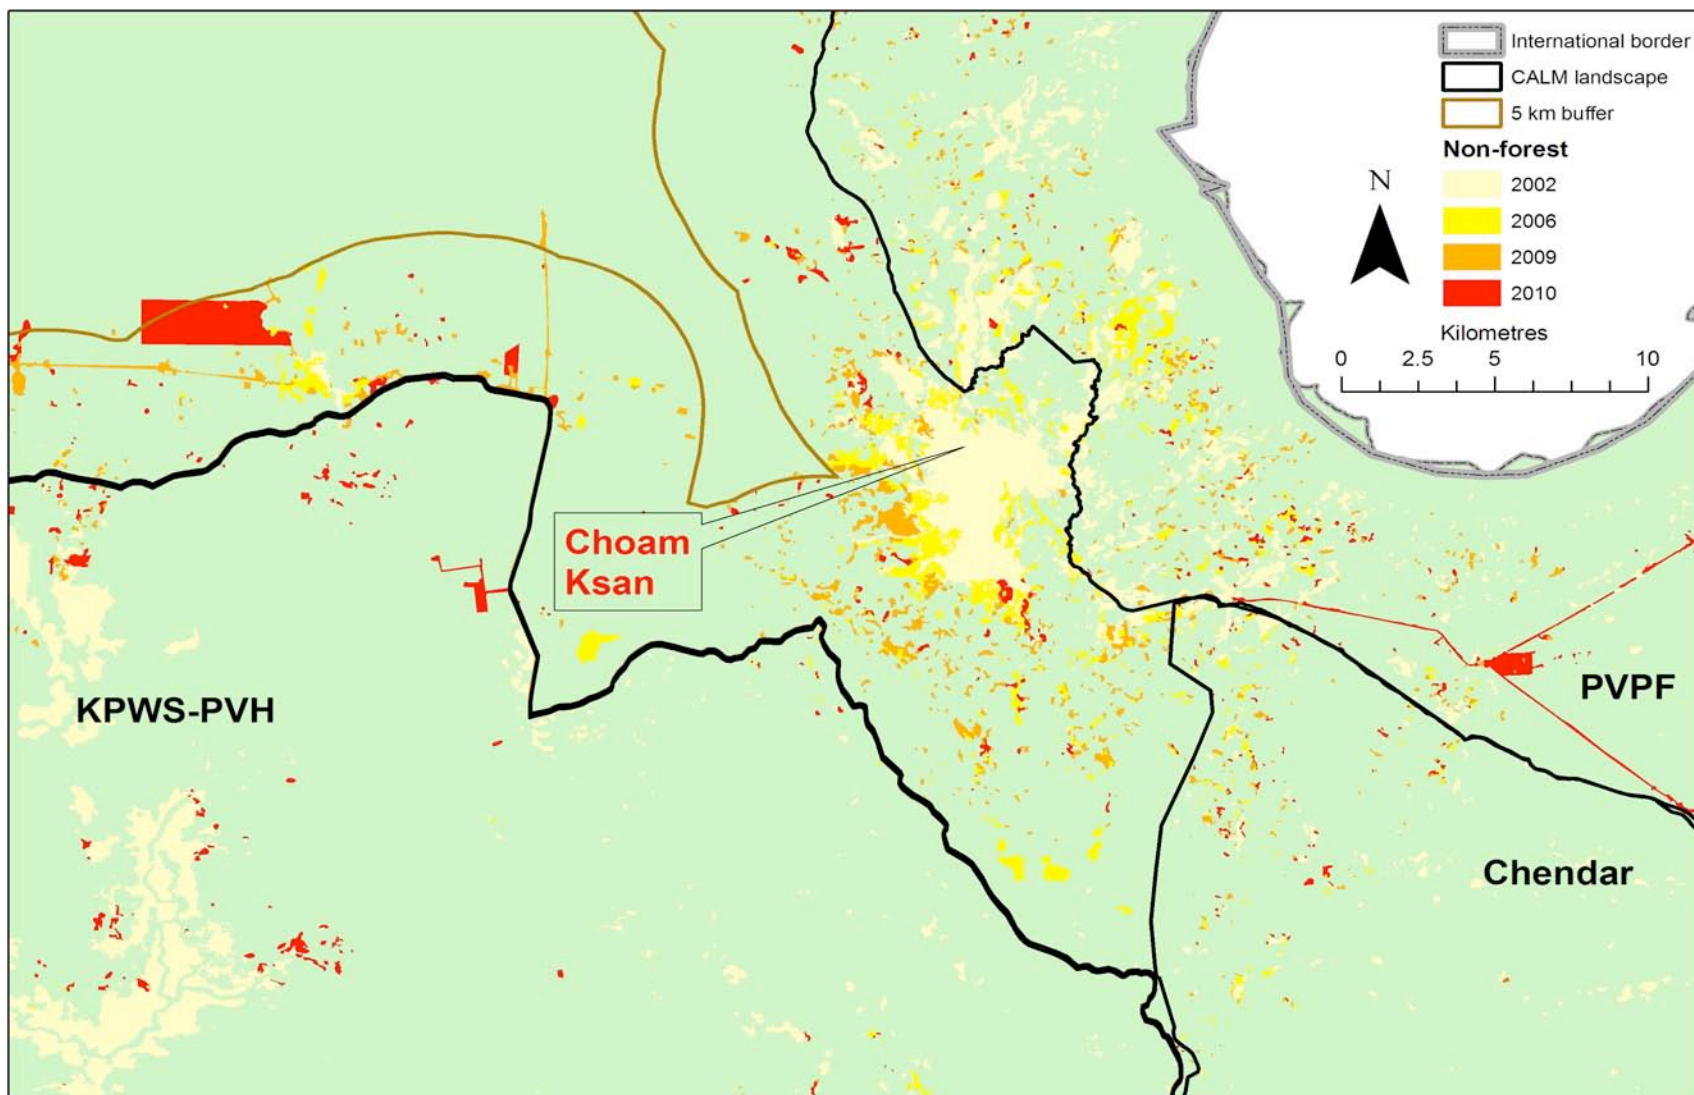 International border
CALM landscape
5 km buffer
Non-forest
2002
2006
2009
2010
N
Kilometres
0 2.5 5 10
Choam
Ksan
KPWS-PVH
PVPF
Chendar